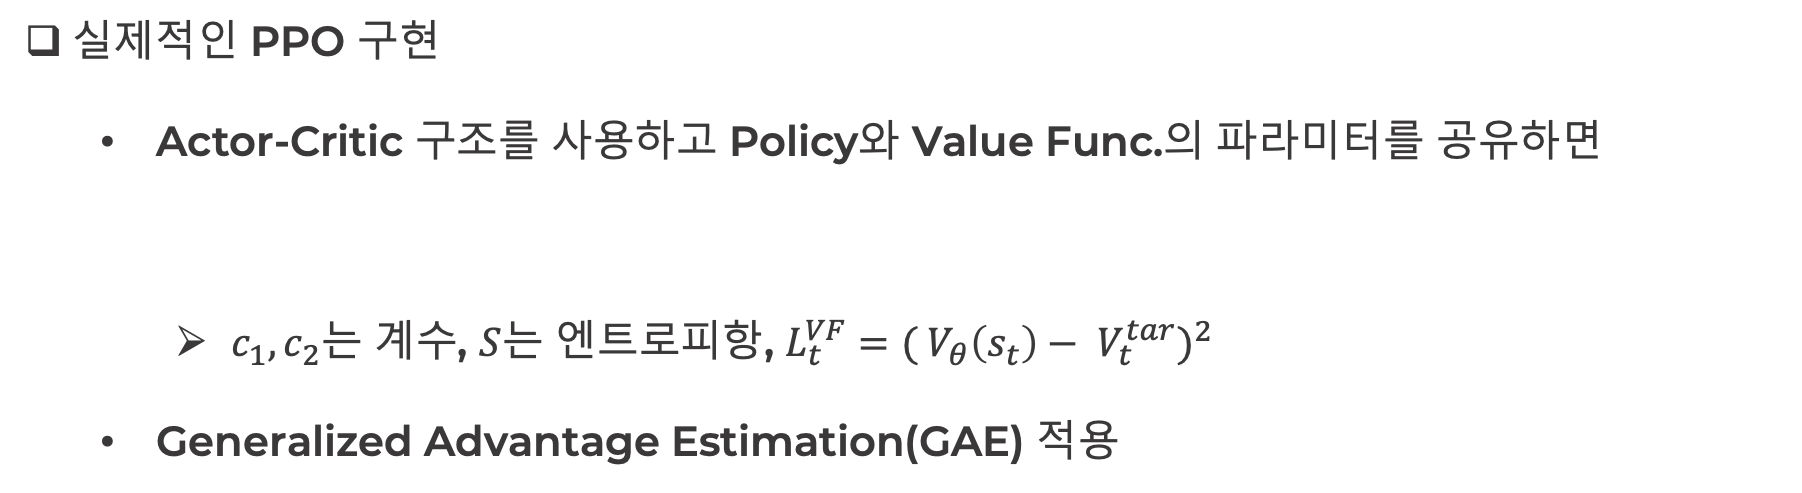 ❑ 실제적인 PPO 구현
• Actor-Critic 구조를 사용하고 Policy와 Value Func.의 파라미터를 공유하면
➢ c₁, c₂는 계수, S는 엔트로피항, L_t^{VF} = ( V_θ(s_t) − V_t^{tar})²
• Generalized Advantage Estimation(GAE) 적용